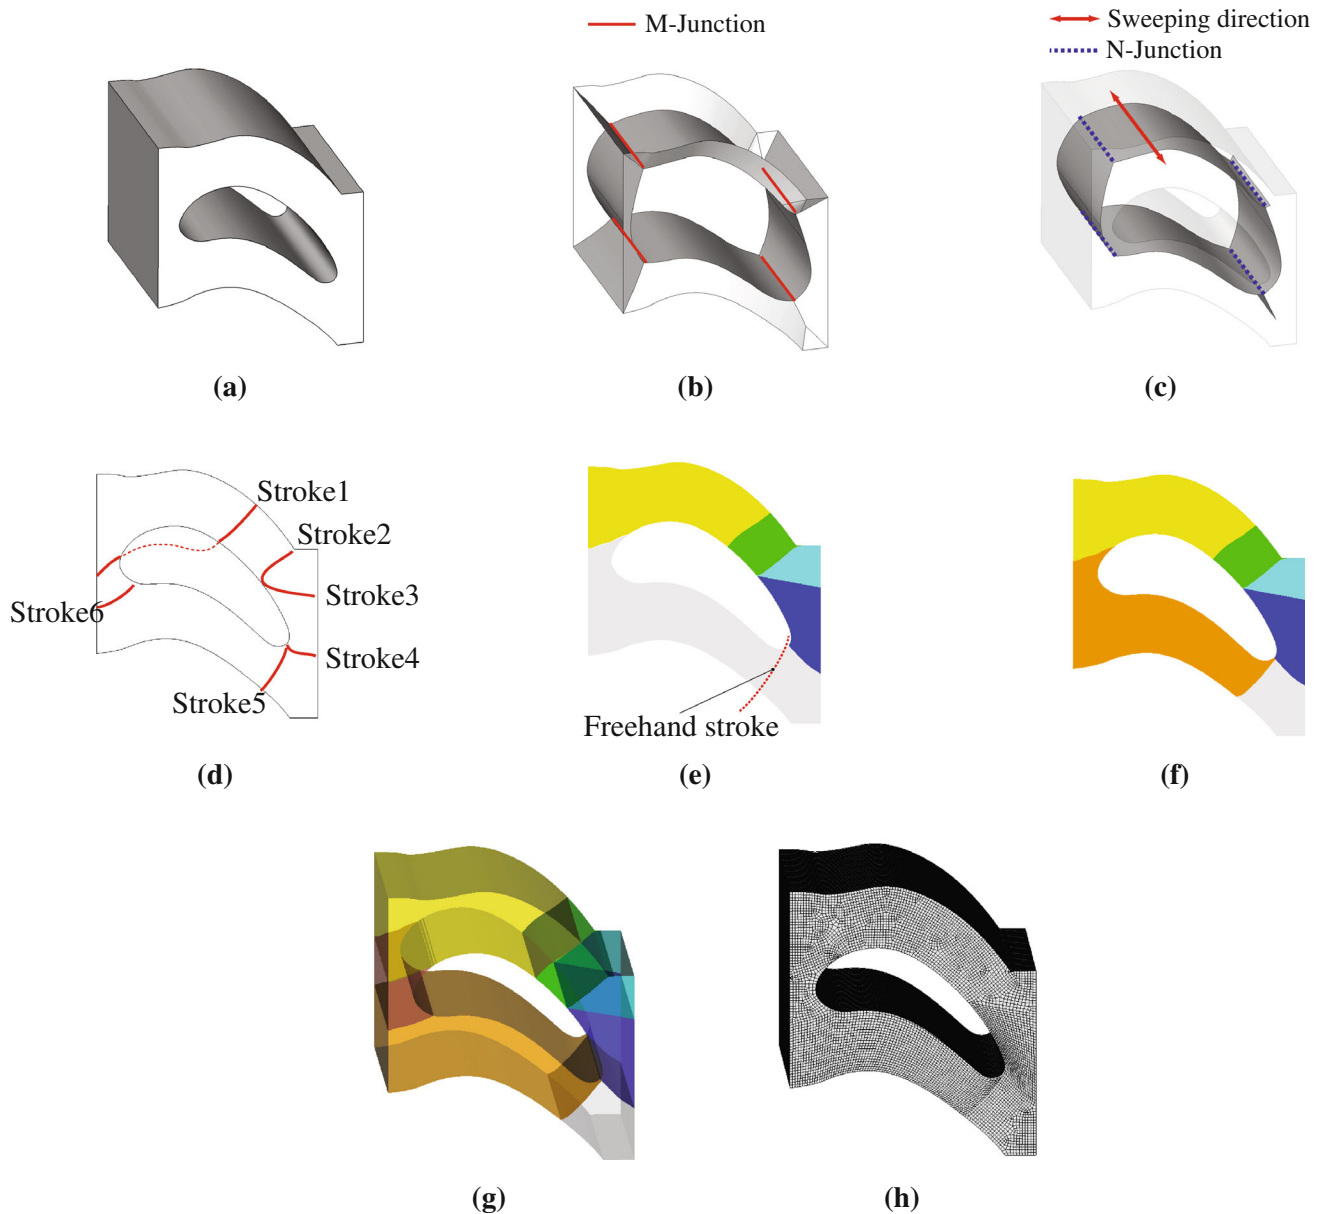 M-Junction
Sweeping direction
N-Junction
(a)
(b)
(c)
Stroke1
Stroke2
Stroke3
Stroke6
Stroke4
Stroke5
Freehand stroke
(d)
(e)
(f)
(g)
(h)